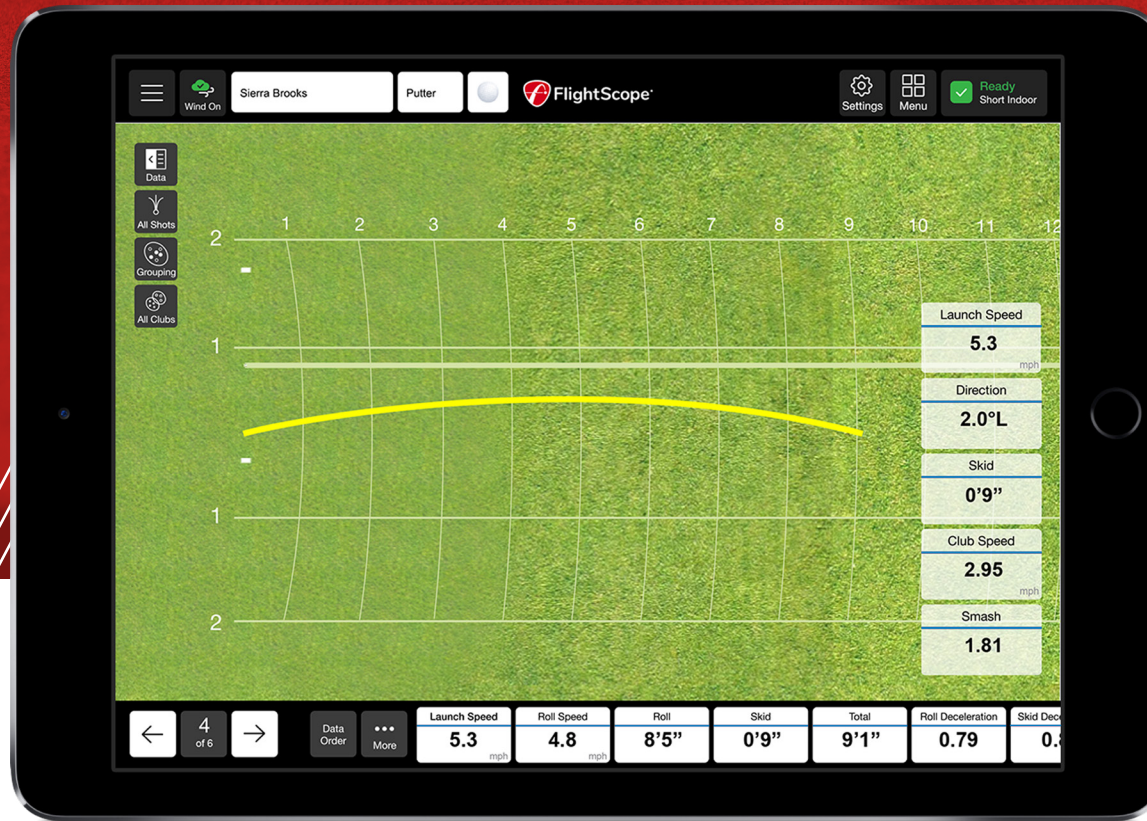 Wind On
Sierra Brooks
Putter
FlightScope
Settings
Menu
Ready
Short Indoor
Data
All Shots
Grouping
All Clubs
1 2 3 4 5 6 7 8 9 10 11 12
2
1
1
2
Launch Speed
5.3
mph
Direction
2.0°L
Skid
0’9”
Club Speed
2.95
mph
Smash
1.81
4
of 6
Data
Order
More
Launch Speed
5.3
mph
Roll Speed
4.8
mph
Roll
8’5”
Skid
0’9”
Total
9’1”
Roll Deceleration
0.79
Skid